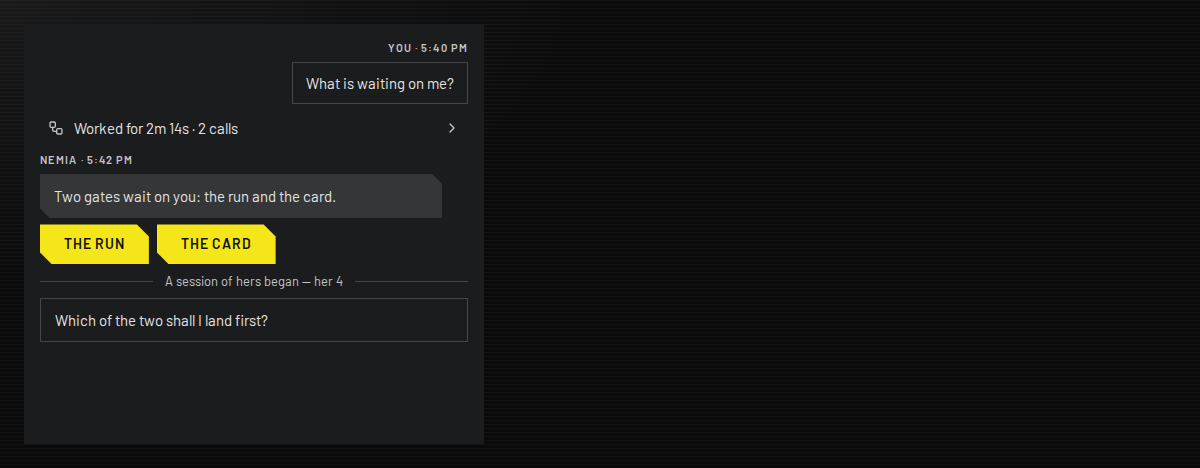 YOU · 5:40 PM
What is waiting on me?
Worked for 2m 14s · 2 calls
NEMIA · 5:42 PM
Two gates wait on you: the run and the card.
THE RUN
THE CARD
A session of hers began — her 4
Which of the two shall I land first?